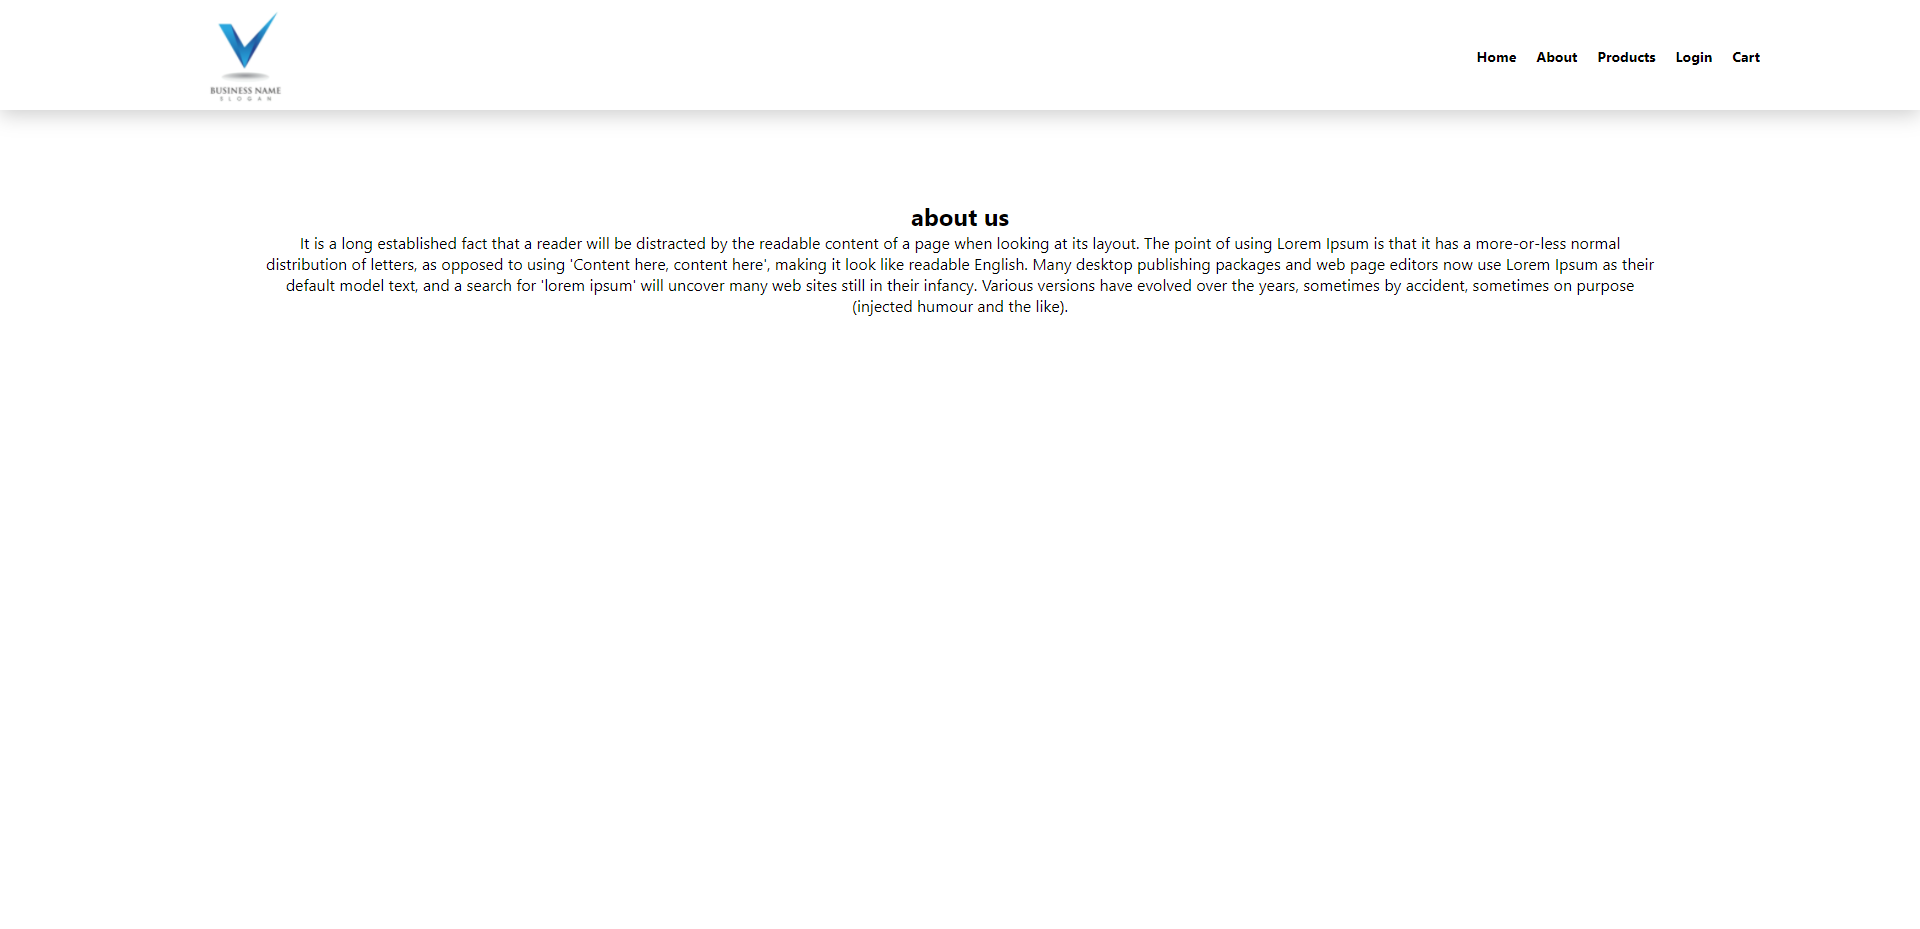 BUSINESS NAME
SLOGAN
Home About Products Login Cart
about us
It is a long established fact that a reader will be distracted by the readable content of a page when looking at its layout. The point of using Lorem Ipsum is that it has a more-or-less normal
distribution of letters, as opposed to using 'Content here, content here', making it look like readable English. Many desktop publishing packages and web page editors now use Lorem Ipsum as their
default model text, and a search for 'lorem ipsum' will uncover many web sites still in their infancy. Various versions have evolved over the years, sometimes by accident, sometimes on purpose
(injected humour and the like).